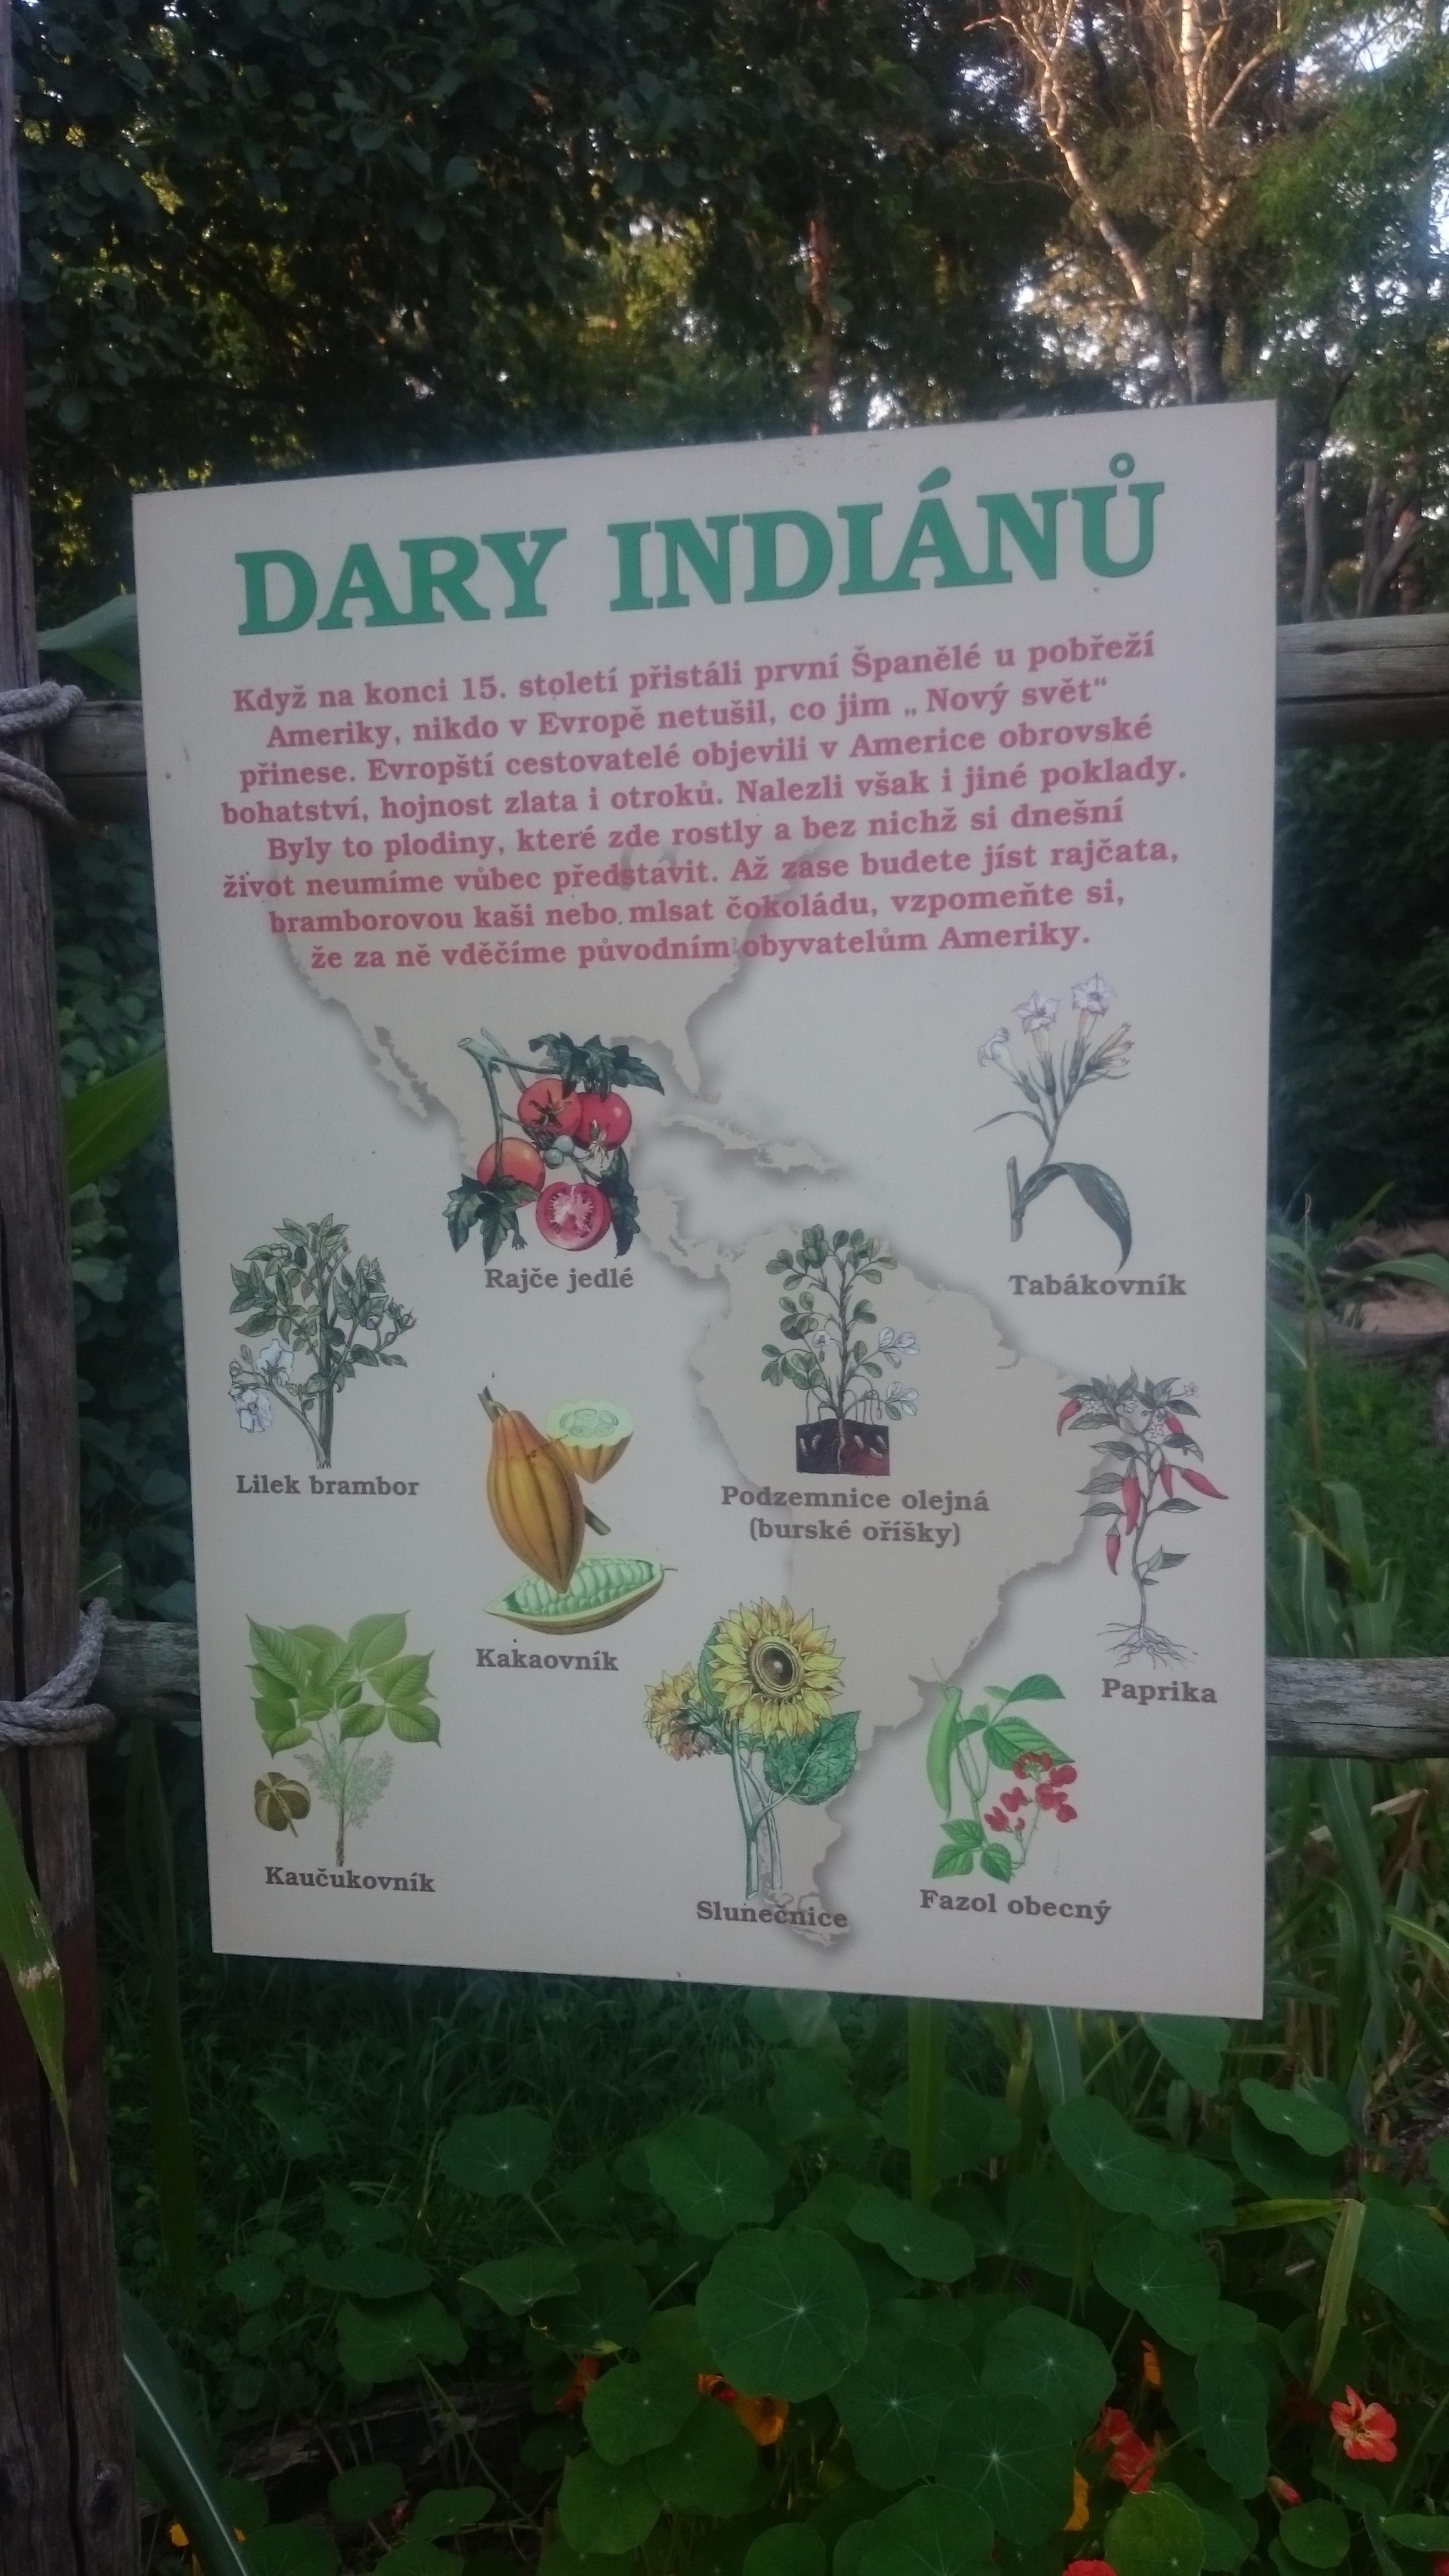 DARY INDIÁNŮ
Když na konci 15. století přistáli první Španělé u pobřeží
Ameriky, nikdo v Evropě netušil, co jim „ Nový svět“
přinese. Evropští cestovatelé objevili v Americe obrovské
bohatství, hojnost zlata i otroků. Nalezli však i jiné poklady.
Byly to plodiny, které zde rostly a bez nichž si dnešní
život neumíme vůbec představit. Až zase budete jíst rajčata,
bramborovou kaši nebo mlsat čokoládu, vzpomeňte si,
že za ně vděčíme původním obyvatelům Ameriky.
Rajče jedlé
Tabákovník
Lilek brambor
Podzemnice olejná
(burské oříšky)
Kakaovník
Paprika
Kaučukovník
Slunečnice
Fazol obecný